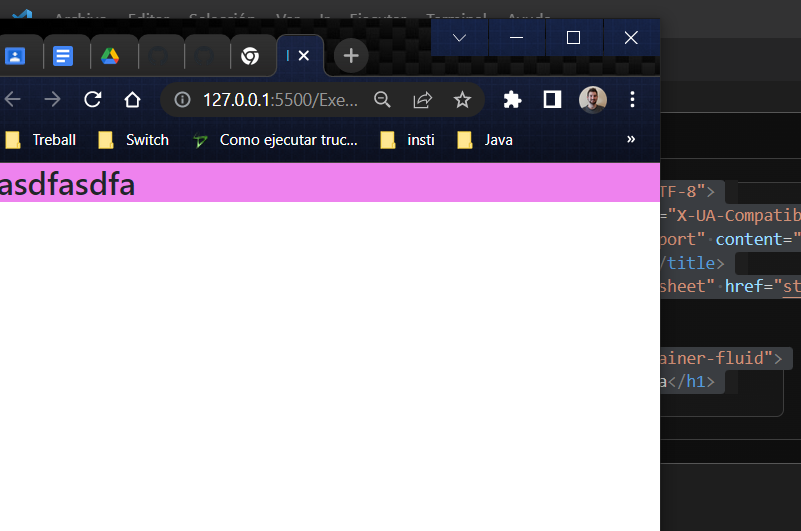 Archivo Editar Selección Ver Ir Ejecutar Terminal Ayuda
127.0.0.1:5500/Exe...
Treball Switch Como ejecutar truc... insti Java »
asdfasdfa
TF-8">
="X-UA-Compatib
port" content="
/title>
sheet" href="st
ainer-fluid">
a</h1>